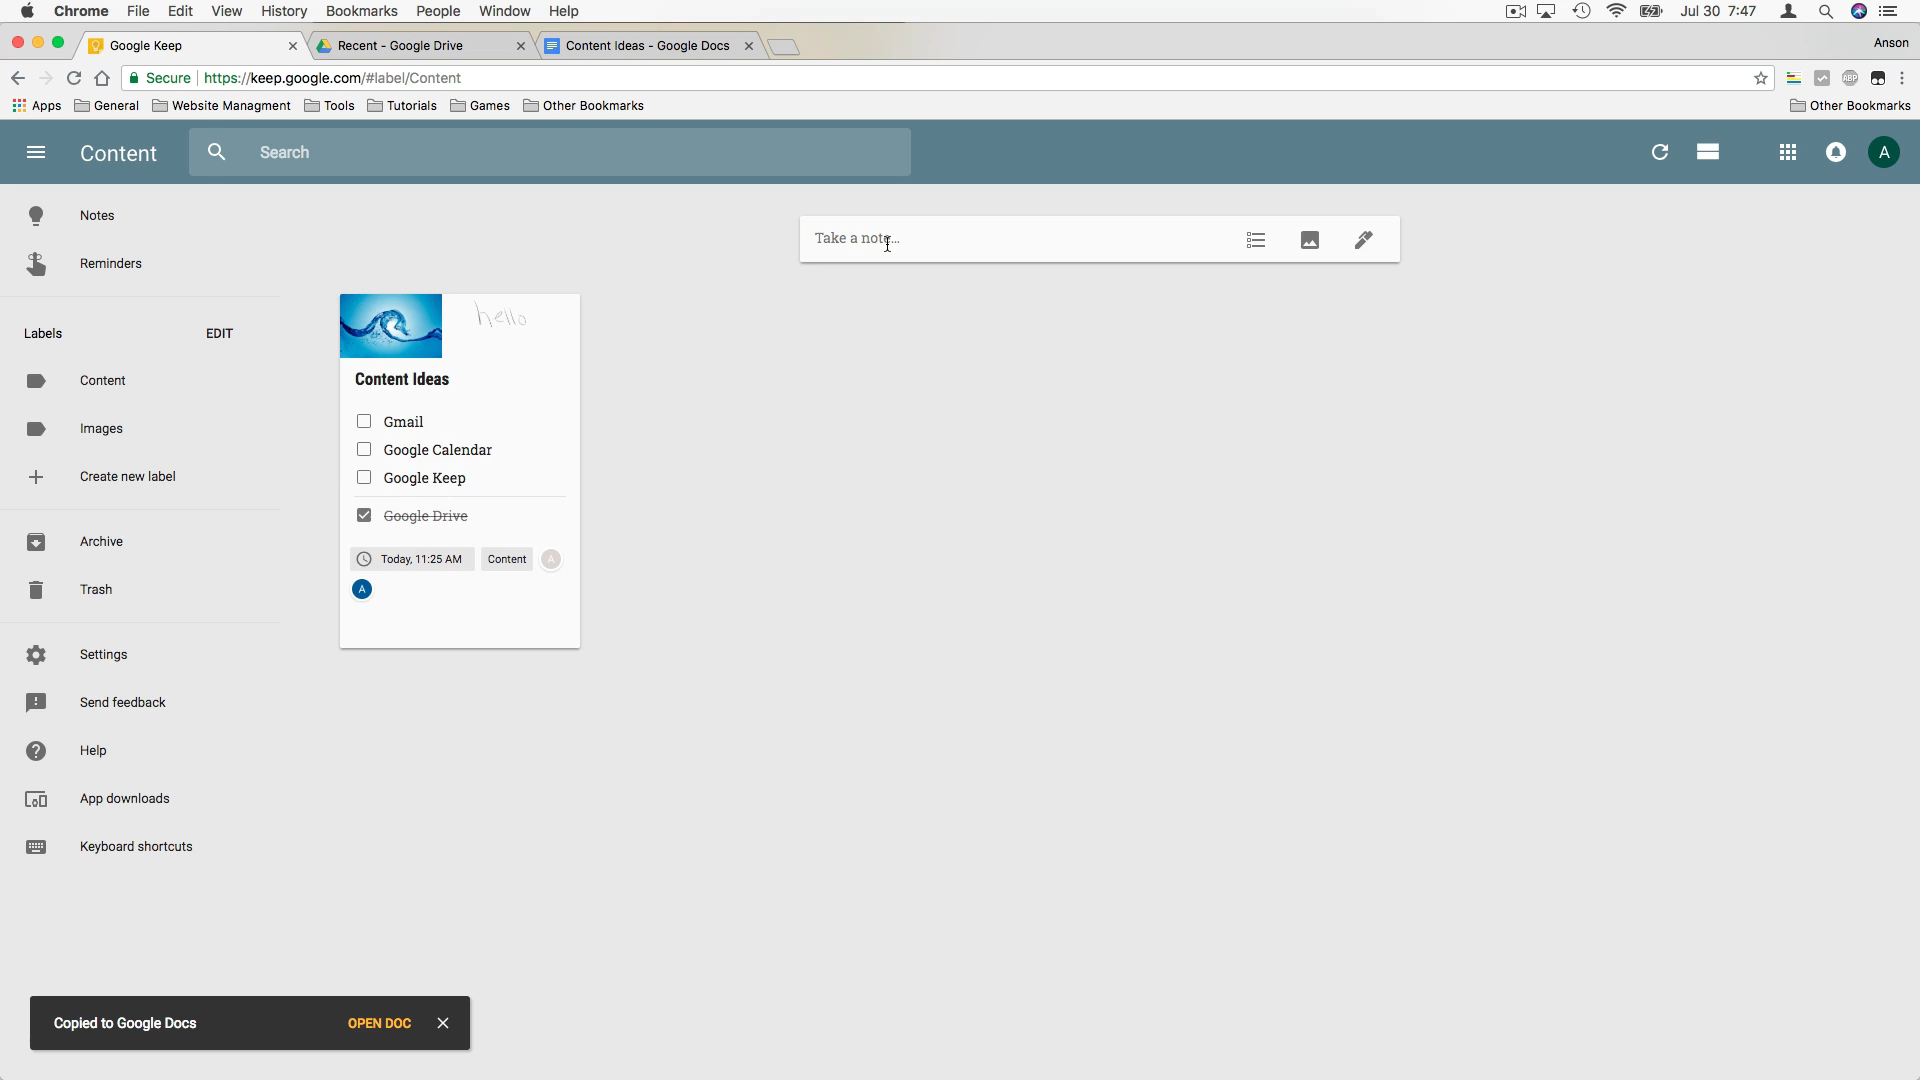 Chrome File Edit View History Bookmarks People Window Help Jul 30 7:47
Google Keep Recent - Google Drive Content Ideas - Google Docs Anson
Secure https://keep.google.com/#label/Content ABP
Apps General Website Managment Tools Tutorials Games Other Bookmarks Other Bookmarks
Content Search A
Notes
Take a note...
Reminders
hello
Labels EDIT
Content Ideas
Content
Gmail
Images
Google Calendar
Create new label
Google Keep
Google Drive
Archive
Today, 11:25 AM Content A
Trash
A
Settings
Send feedback
Help
App downloads
Keyboard shortcuts
Copied to Google Docs OPEN DOC